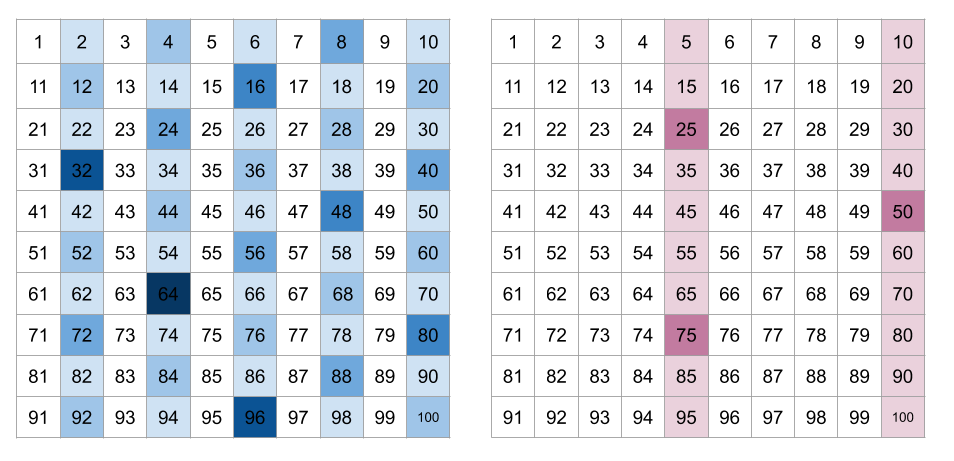 1 2 3 4 5 6 7 8 9 10 1 2 3 4 5 6 7 8 9 10
11 12 13 14 15 16 17 18 19 20 11 12 13 14 15 16 17 18 19 20
21 22 23 24 25 26 27 28 29 30 21 22 23 24 25 26 27 28 29 30
31 32 33 34 35 36 37 38 39 40 31 32 33 34 35 36 37 38 39 40
41 42 43 44 45 46 47 48 49 50 41 42 43 44 45 46 47 48 49 50
51 52 53 54 55 56 57 58 59 60 51 52 53 54 55 56 57 58 59 60
61 62 63 64 65 66 67 68 69 70 61 62 63 64 65 66 67 68 69 70
71 72 73 74 75 76 77 78 79 80 71 72 73 74 75 76 77 78 79 80
81 82 83 84 85 86 87 88 89 90 81 82 83 84 85 86 87 88 89 90
91 92 93 94 95 96 97 98 99 100 91 92 93 94 95 96 97 98 99 100